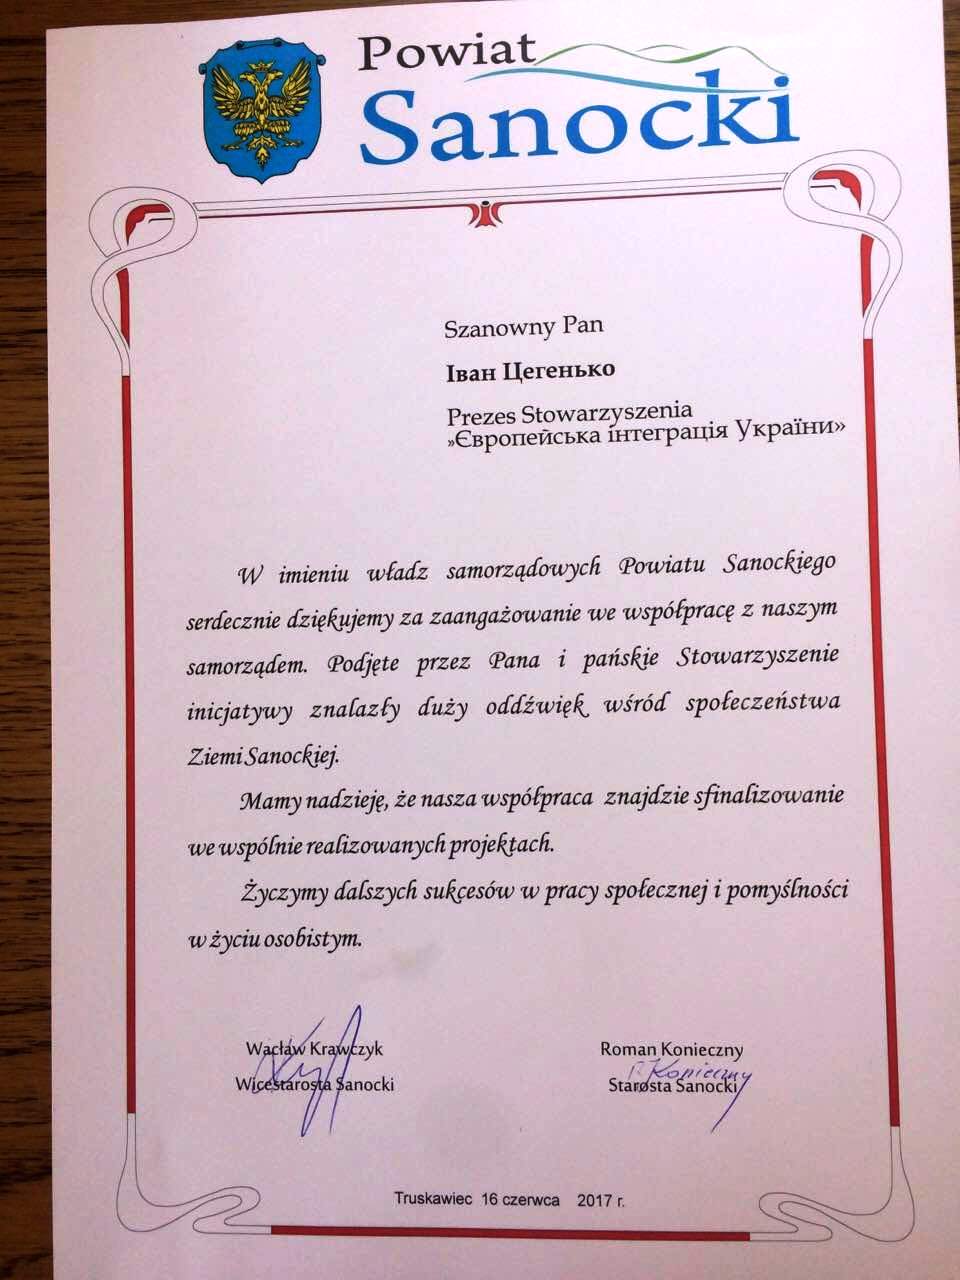 Powiat
Sanocki
Szanowny Pan
Іван Цегенько
Prezes Stowarzyszenia
»Європейська інтеграція України»
W imieniu władz samorządowych Powiatu Sanockiego
serdecznie dziękujemy za zaangażowanie we współpracę z naszym
samorządem. Podjęte przez Pana i pańskie Stowarzyszenie
inicjatywy znalazły duży oddźwięk wśród społeczeństwa
Ziemi Sanockiej.
Mamy nadzieję, że nasza współpraca znajdzie sfinalizowanie
we wspólnie realizowanych projektach.
Życzymy dalszych sukcesów w pracy społecznej i pomyślności
w życiu osobistym.
Wacław Krawczyk
Wicestarosta Sanocki
Roman Konieczny
R Konieczny
Starosta Sanocki
Truskawiec 16 czerwca 2017 r.